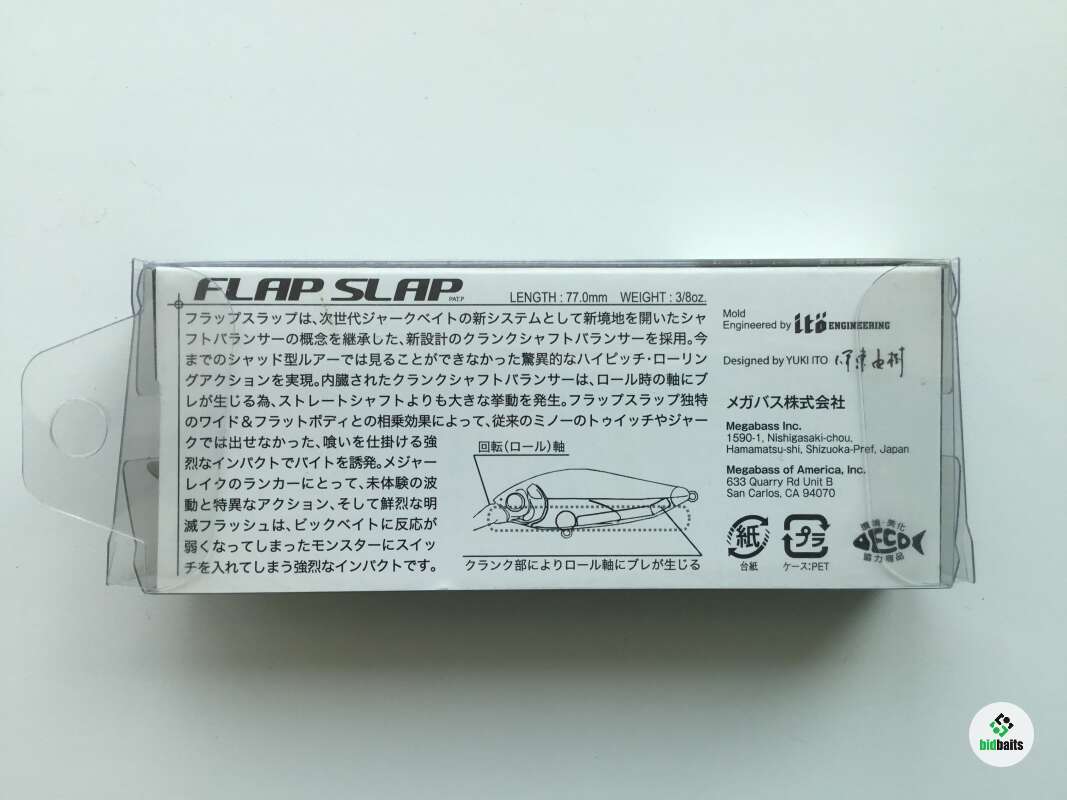 FLAP SLAP PAT.P
LENGTH : 77.0mm WEIGHT : 3/8oz.
フラップスラップは、次世代ジャークベイトの新システムとして新境地を開いたシャ
フトバランサーの概念を継承した、新設計のクランクシャフトバランサーを採用。今
までのシャッド型ルアーでは見ることができなかった驚異的なハイピッチ・ローリン
グアクションを実現。内臓されたクランクシャフトバランサーは、ロール時の軸にブ
レが生じる為、ストレートシャフトよりも大きな挙動を発生。フラップスラップ独特
のワイド&フラットボディとの相乗効果によって、従来のミノーのトゥイッチやジャー
クでは出せなかった、喰いを仕掛ける強
烈なインパクトでバイトを誘発。メジャー
レイクのランカーにとって、未体験の波
動と特異なアクション、そして鮮烈な明
滅フラッシュは、ビックベイトに反応が
弱くなってしまったモンスターにスイッ
チを入れてしまう強烈なインパクトです。
回転(ロール)軸
クランク部によりロール軸にブレが生じる
Mold
Engineered by itö ENGINEERING
Designed by YUKI ITO 伊東由樹
メガバス株式会社
Megabass Inc.
1590-1, Nishigasaki-chou,
Hamamatsu-shi, Shizuoka-Pref, Japan
Megabass of America, Inc.
633 Quarry Rd Unit B
San Carlos, CA 94070
紙
台紙
プラ
ケース:PET
環境・美化
ECO
協力商品
bidbaits